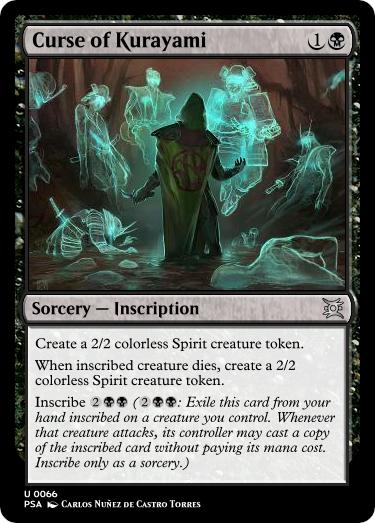 Curse of Kurayami 1
Sorcery — Inscription
Create a 2/2 colorless Spirit creature token.
When inscribed creature dies, create a 2/2
colorless Spirit creature token.
Inscribe 2 (2: Exile this card from your
hand inscribed on a creature you control. Whenever
that creature attacks, its controller may cast a copy
of the inscribed card without paying its mana cost.
Inscribe only as a sorcery.)
U 0066
PSA Carlos Nuñez de Castro Torres